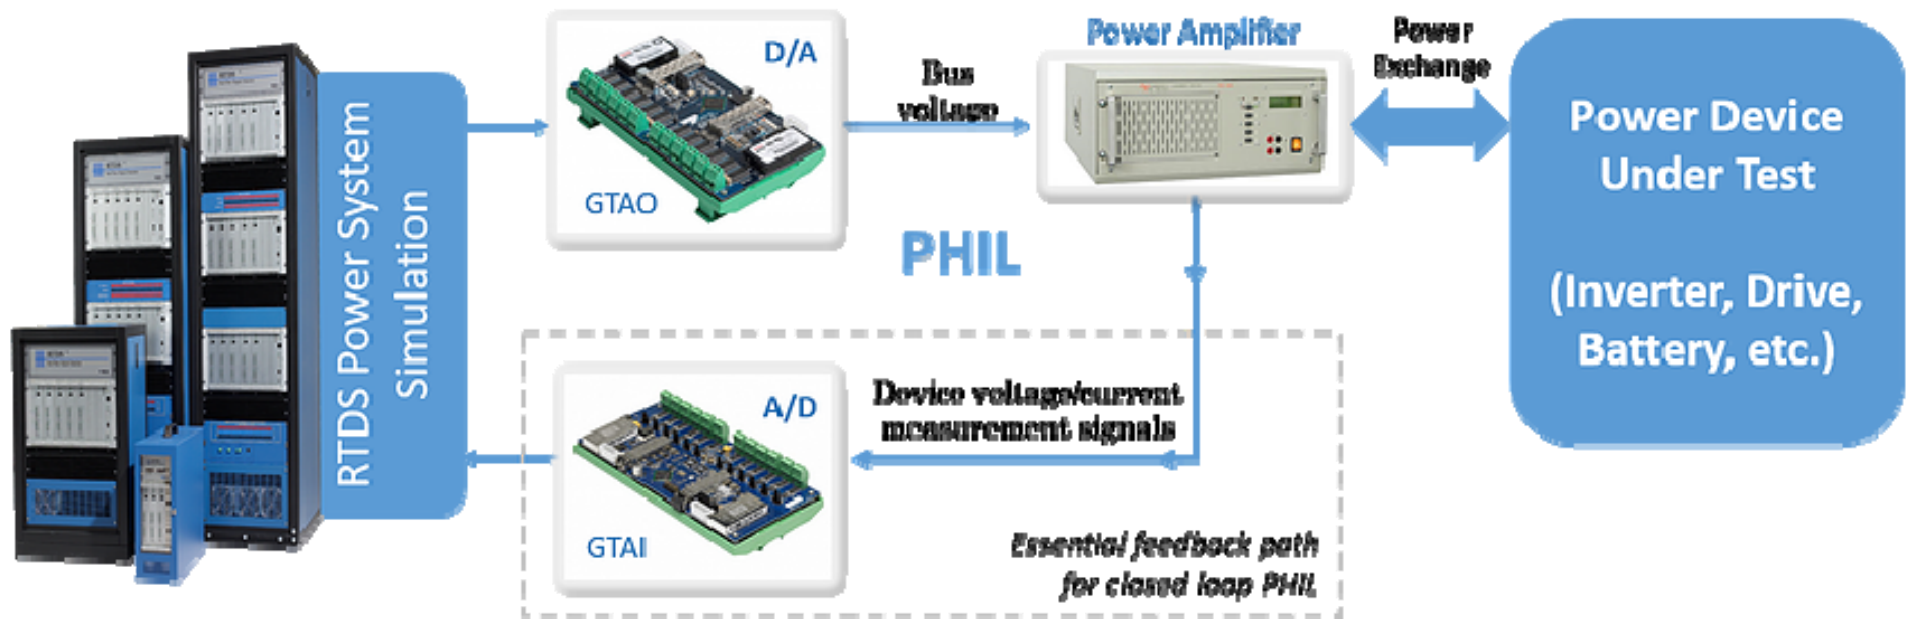 RTDS Power System
Simulation
D/A
GTAO
Bus
voltage
Power Amplifier
Power
Exchange
Power Device
Under Test
(Inverter, Drive,
Battery, etc.)
PHIL
A/D
GTAI
Device voltage/current
measurement signals
Essential feedback path
for closed loop PHIL